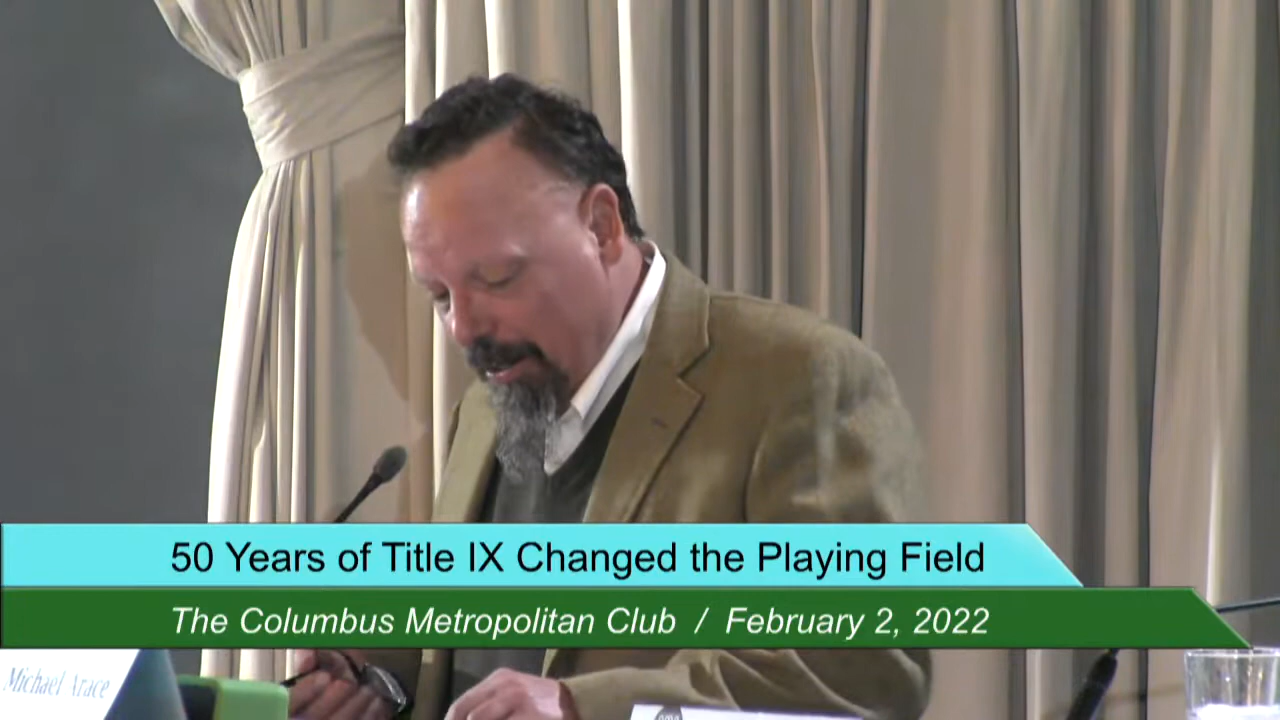 50 Years of Title IX Changed the Playing Field
The Columbus Metropolitan Club / February 2, 2022
Michael Arace